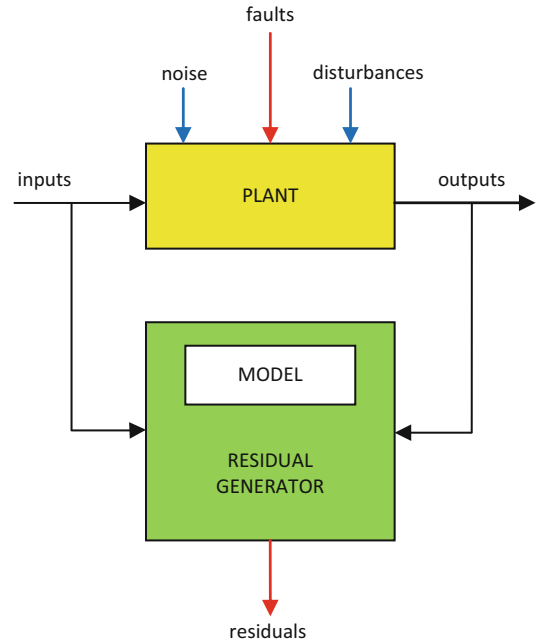 faults
noise
disturbances
inputs
PLANT
outputs
MODEL
RESIDUAL
GENERATOR
residuals